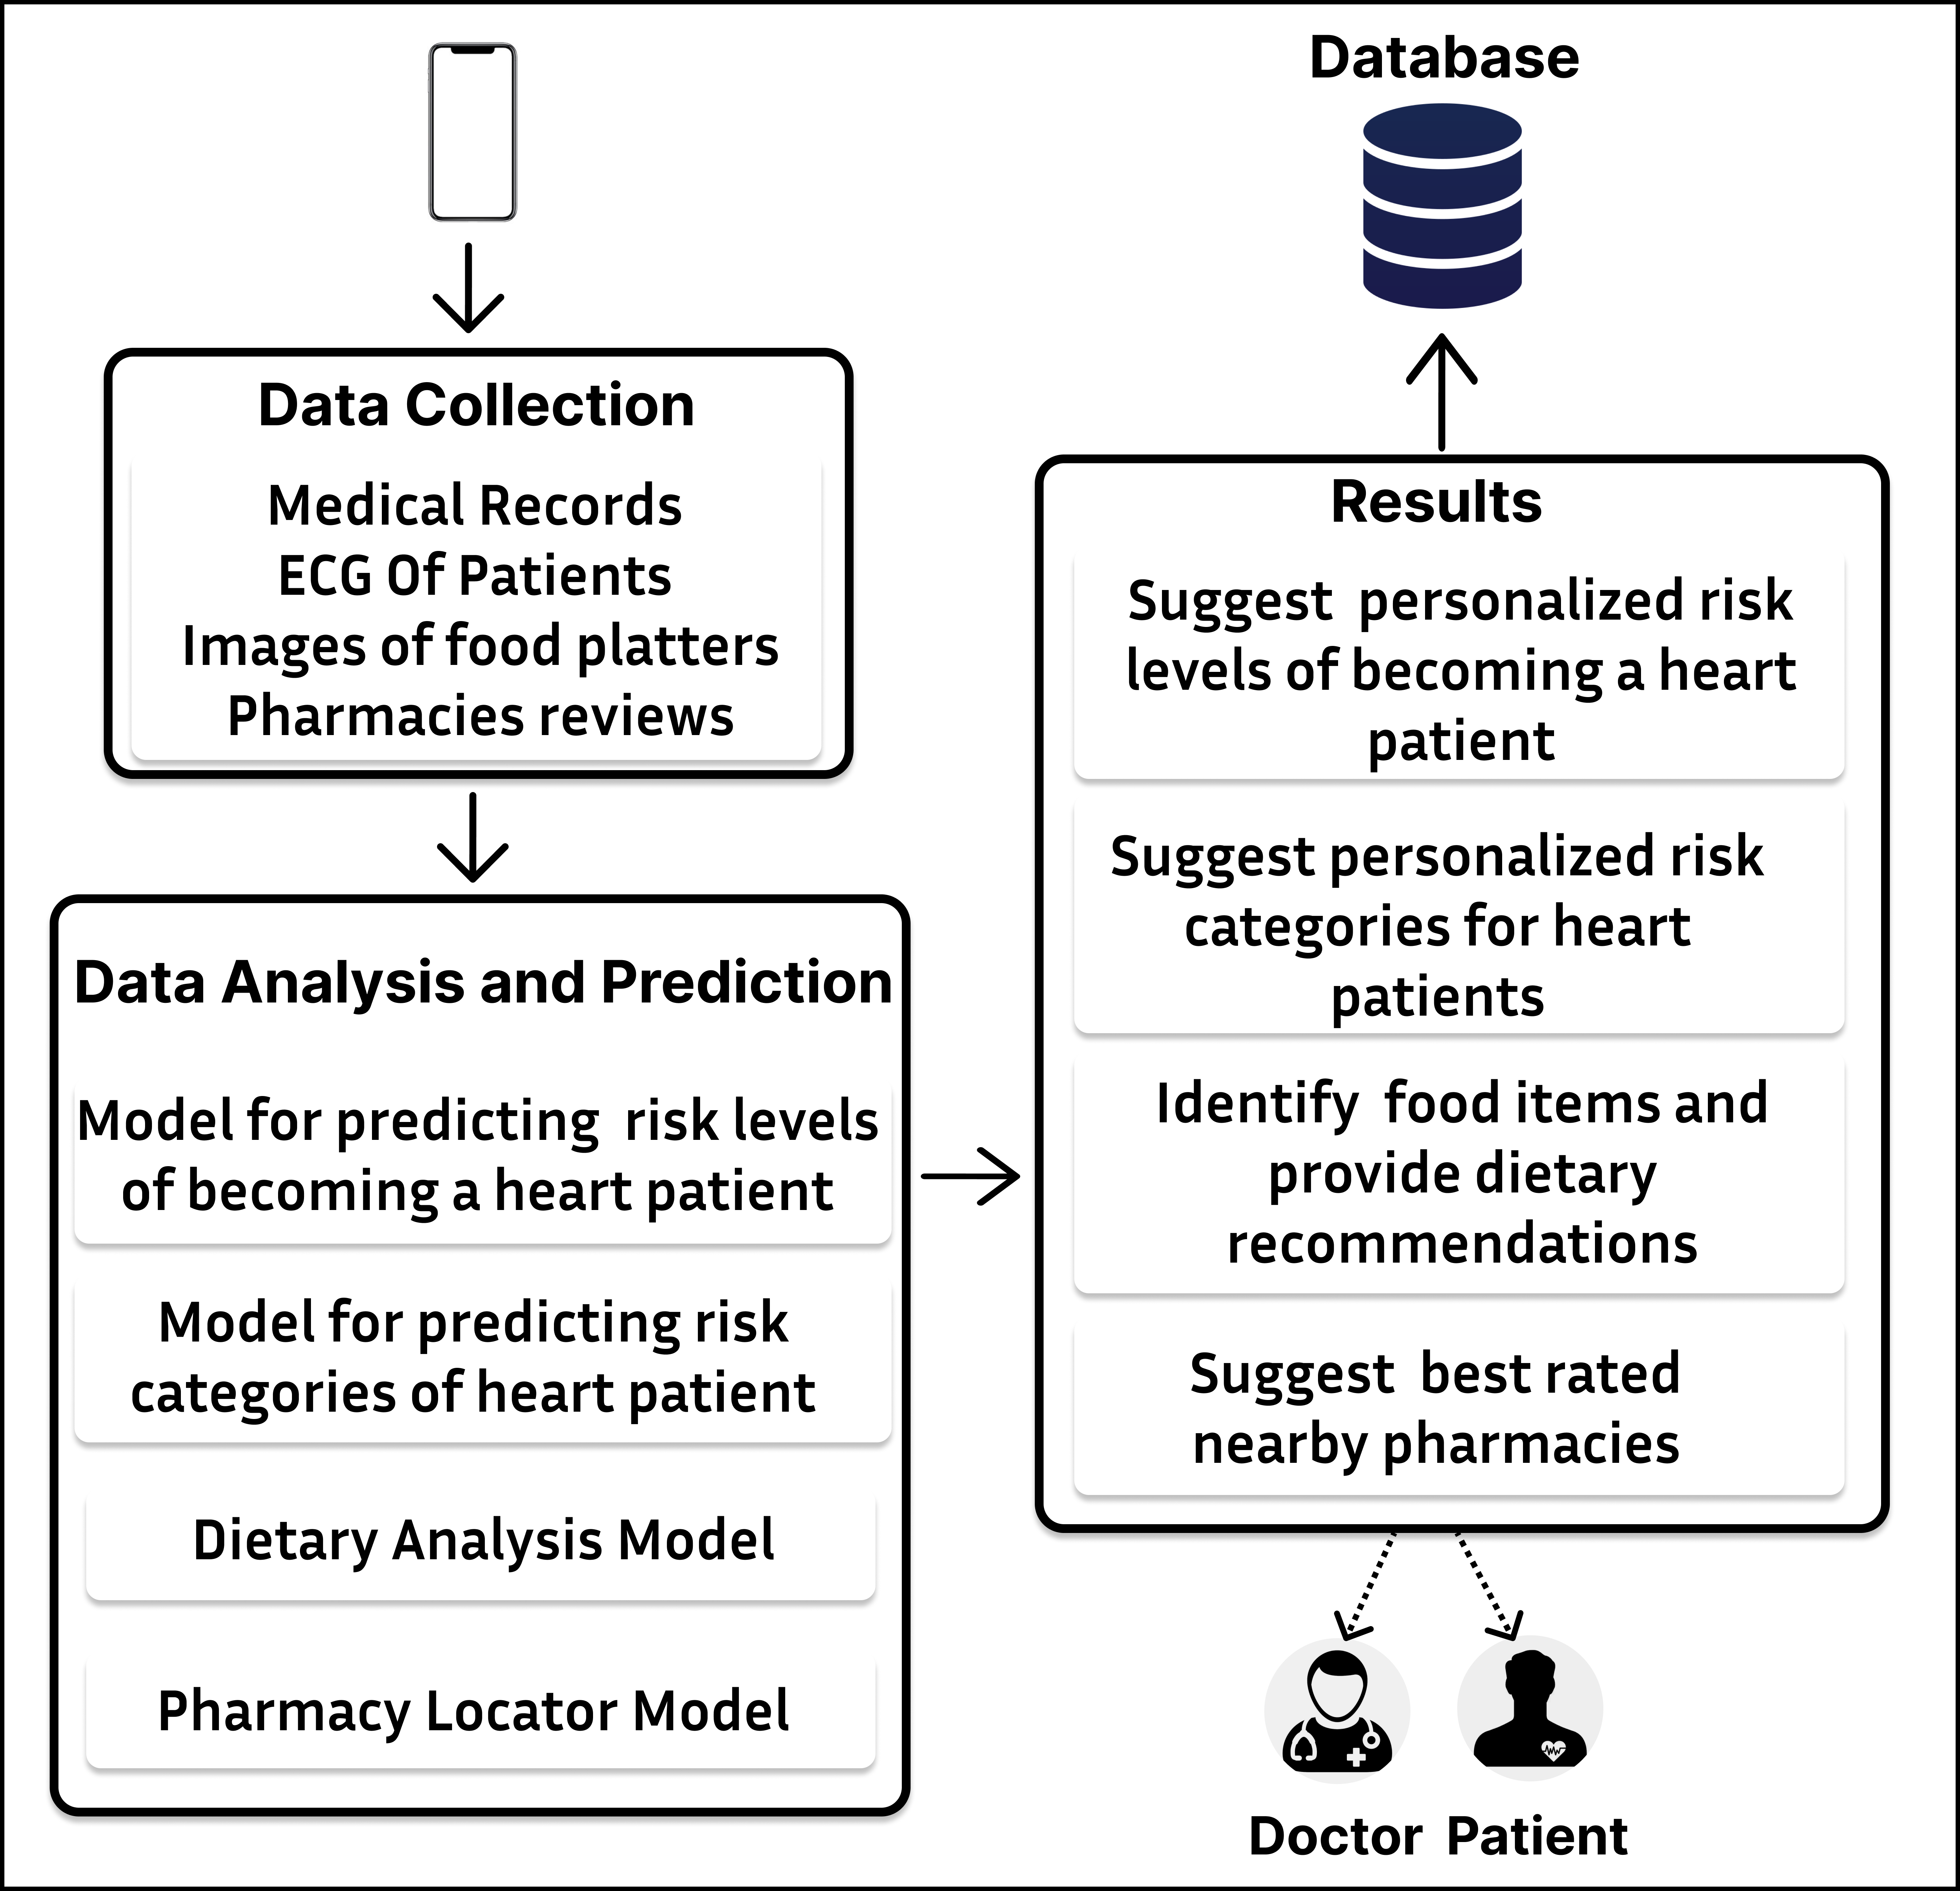 Data Collection
Medical Records
ECG Of Patients
Images of food platters
Pharmacies reviews
Data Analysis and Prediction
Model for predicting risk levels
of becoming a heart patient
Model for predicting risk
categories of heart patient
Dietary Analysis Model
Pharmacy Locator Model
Database
Results
Suggest personalized risk
levels of becoming a heart
patient
Suggest personalized risk
categories for heart
patients
Identify food items and
provide dietary
recommendations
Suggest best rated
nearby pharmacies
Doctor Patient